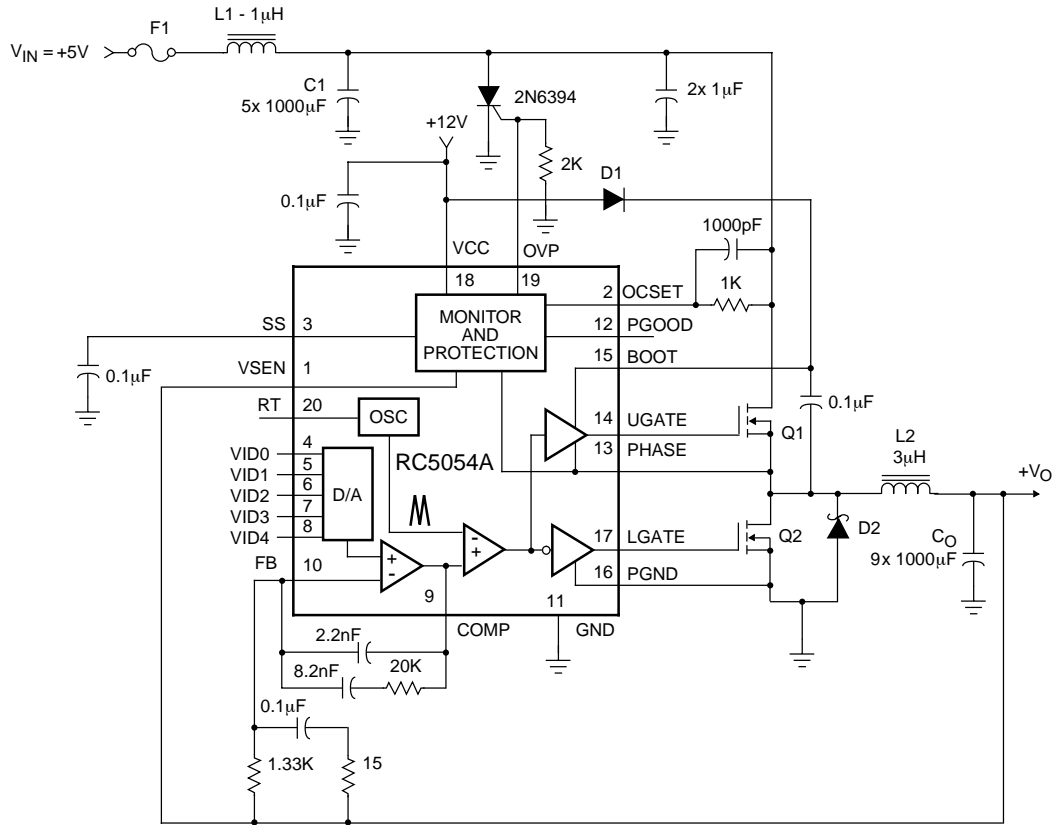 L1 - 1µH
F1
VIN = +5V
C1
5x 1000µF
2N6394
2x 1µF
+12V
2K
D1
0.1µF
1000pF
VCC
OVP
18
19
1K
2
OCSET
MONITOR
AND
PROTECTION
SS
3
12
PGOOD
15
BOOT
0.1µF
VSEN
1
0.1µF
RT
20
OSC
14
UGATE
Q1
13
PHASE
L2
3µH
+VO
VID0
4
VID1
5
VID2
6
VID3
7
VID4
8
D/A
RC5054A
-
+
17
LGATE
Q2
D2
CO
9x 1000µF
16
PGND
FB
10
+
-
9
11
COMP
GND
2.2nF
8.2nF
20K
0.1µF
1.33K
15